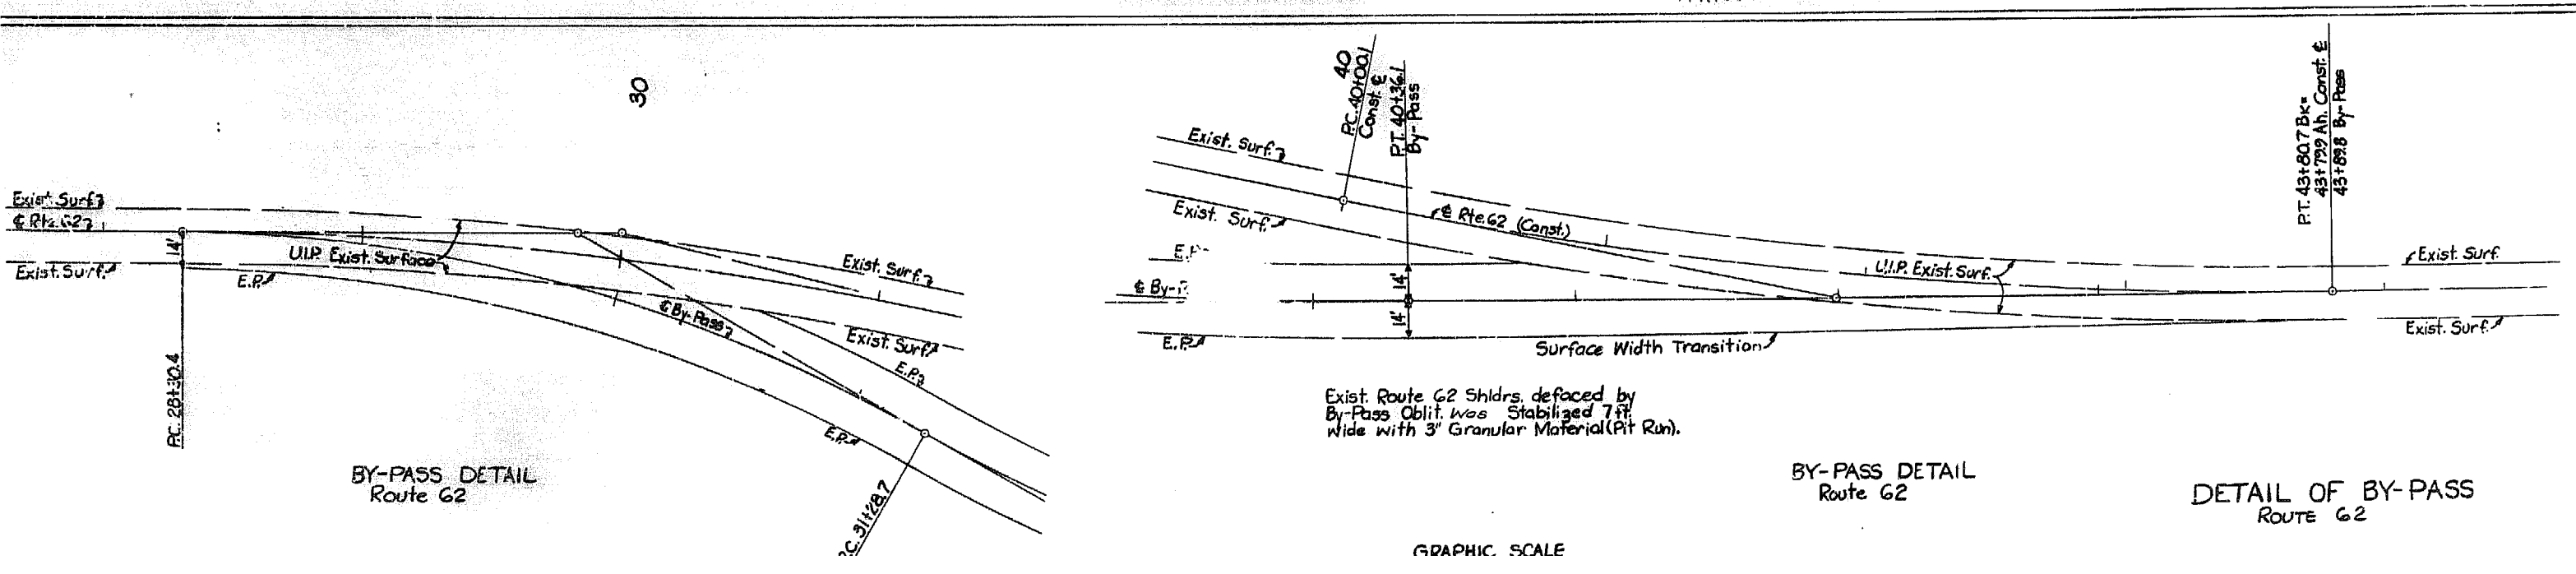 30
Exist. Surf.
℄ Rte. 62
14'
Exist. Surf.
U.I.P. Exist. Surface
E.P.
P.C. 28+30.4
℄ By-Pass
Exist. Surf.
Exist. Surf.
E.P.
E.P.
P.C. 31+28.7
BY-PASS DETAIL
Route 62
40
P.C. 40+00.1
Const. ℄
P.T. 40+36.1
By-Pass
Exist. Surf.
Exist. Surf.
℄ Rte. 62 (Const.)
E.P.
℄ By-P
14'
14'
E.P.
U.I.P. Exist. Surf.
Surface Width Transition
P.T. 43+80.7 Bk=
43+79.9 Ah. Const. ℄
43+89.8 By-Pass
Exist. Surf.
Exist. Surf.
Exist. Route 62 Shldrs. defaced by
By-Pass Oblit. was Stabilized 7 ft.
Wide with 3" Granular Material (Pit Run).
BY-PASS DETAIL
Route 62
DETAIL OF BY-PASS
ROUTE 62
GRAPHIC SCALE